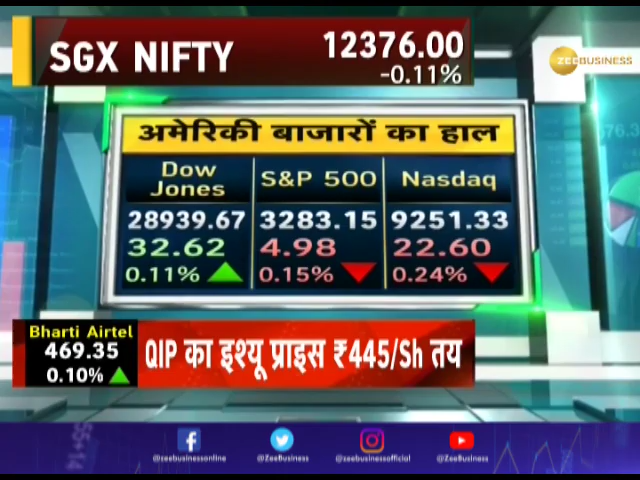 SGX NIFTY
12376.00
-0.11%
ZEEBUSINESS
अमेरिकी बाजारों का हाल
Dow Jones
S&P 500
Nasdaq
28939.67
3283.15
9251.33
32.62
4.98
22.60
0.11%
0.15%
0.24%
Bharti Airtel
469.35
0.10%
QIP का इश्यू प्राइस ₹445/Sh तय
@zeebusinessonline
@ZeeBusiness
@zeebusinessofficial
@ZeeBusiness